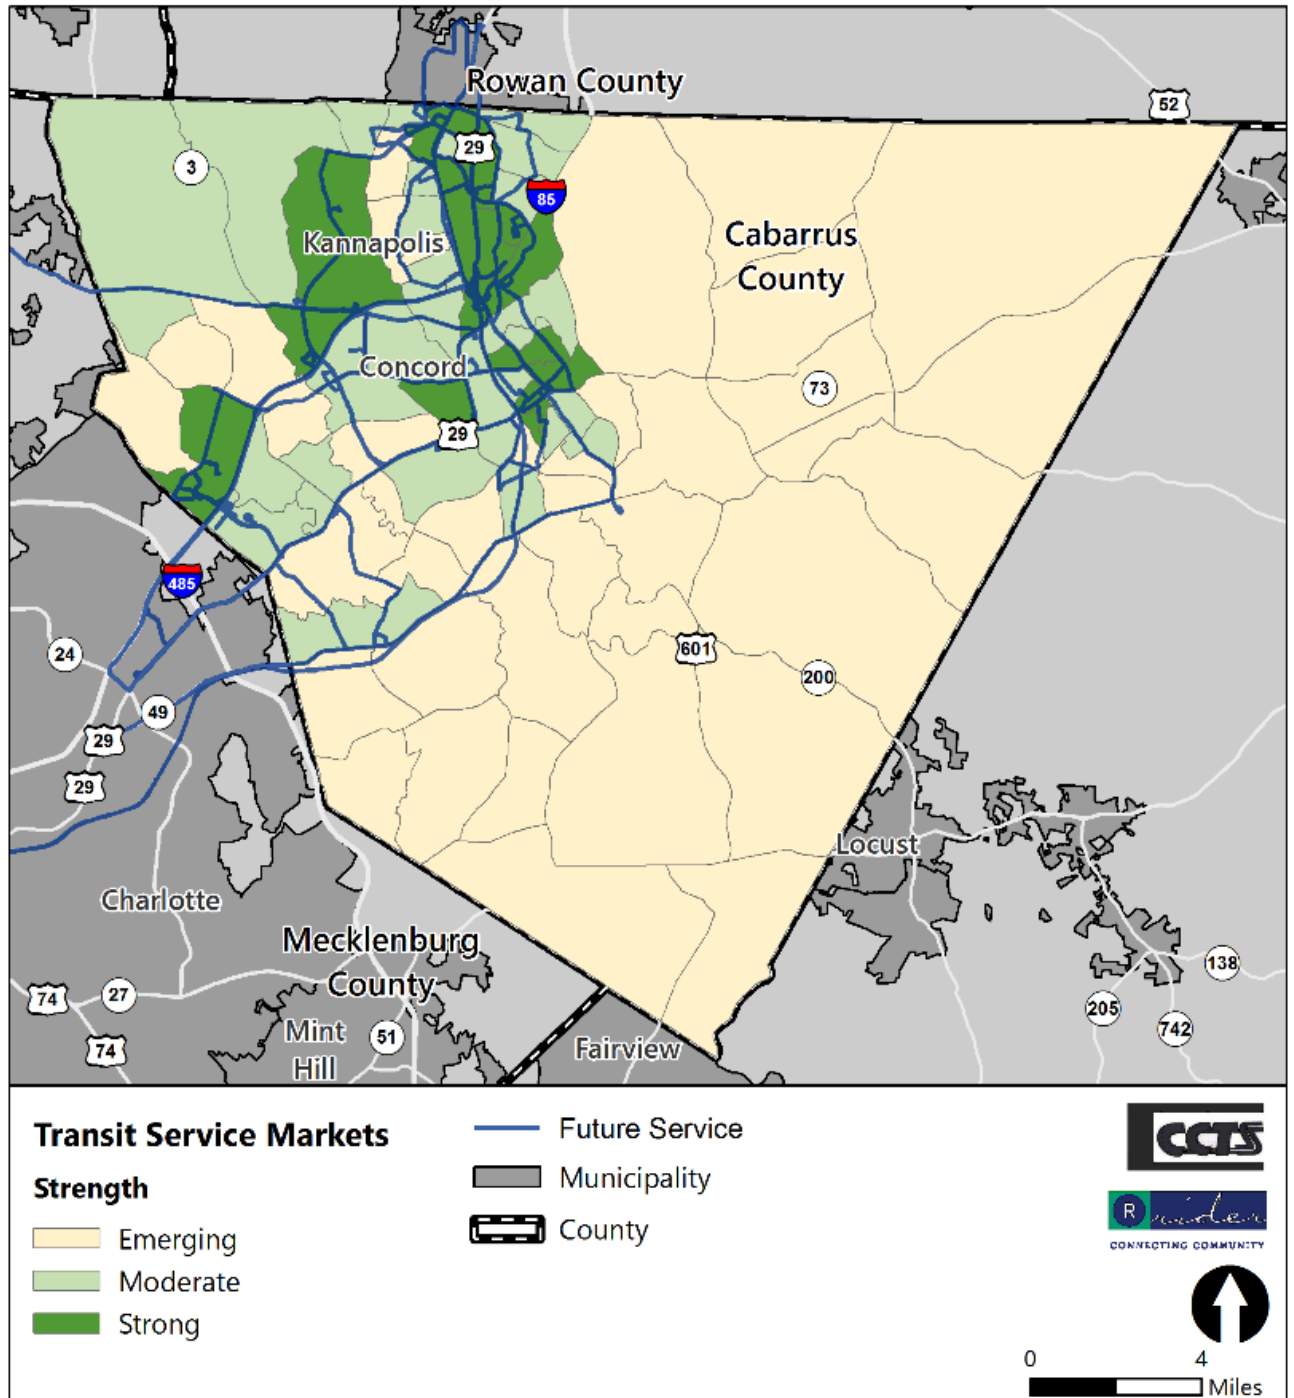 Rowan County
52
3
29
85
Kannapolis
Cabarrus
County
Concord
73
29
485
24
601
200
49
29
29
Locust
Charlotte
Mecklenburg
County
138
74
27
205
Mint
Hill
51
Fairview
742
74
Transit Service Markets
Strength
Emerging
Moderate
Strong
Future Service
Municipality
County
CCTS
R Rider
CONNECTING COMMUNITY
0 4
Miles